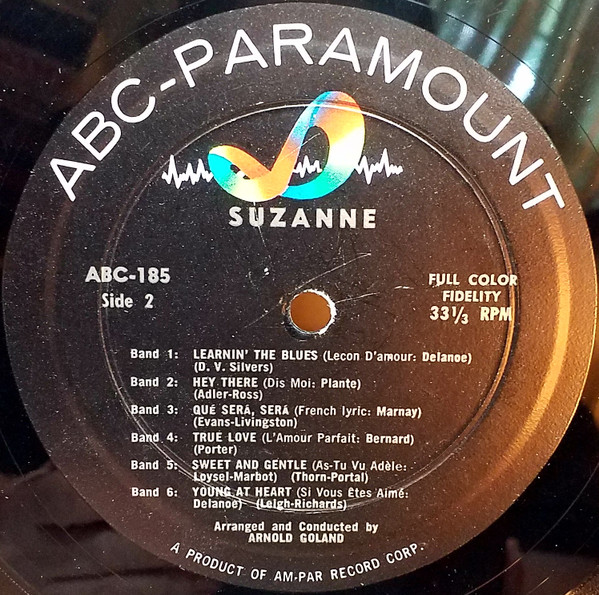 ABC-PARAMOUNT
SUZANNE
ABC-185
Side 2
FULL COLOR
FIDELITY
33⅓ RPM
Band 1: LEARNIN' THE BLUES (Lecon D'amour: Delanoe)
(D. V. Silvers)
Band 2: HEY THERE (Dis Moi: Plante)
(Adler-Ross)
Band 3: QUÉ SERÁ, SERÁ (French lyric: Marnay)
(Evans-Livingston)
Band 4: TRUE LOVE (L'Amour Parfait: Bernard)
(Porter)
Band 5: SWEET AND GENTLE (As-Tu Vu Adèle:
Loysel-Marbot) (Thorn-Portal)
Band 6: YOUNG AT HEART (Si Vous Êtes Aimé:
Delanoe) (Leigh-Richards)
Arranged and Conducted by
ARNOLD GOLAND
A PRODUCT OF AM-PAR RECORD CORP.